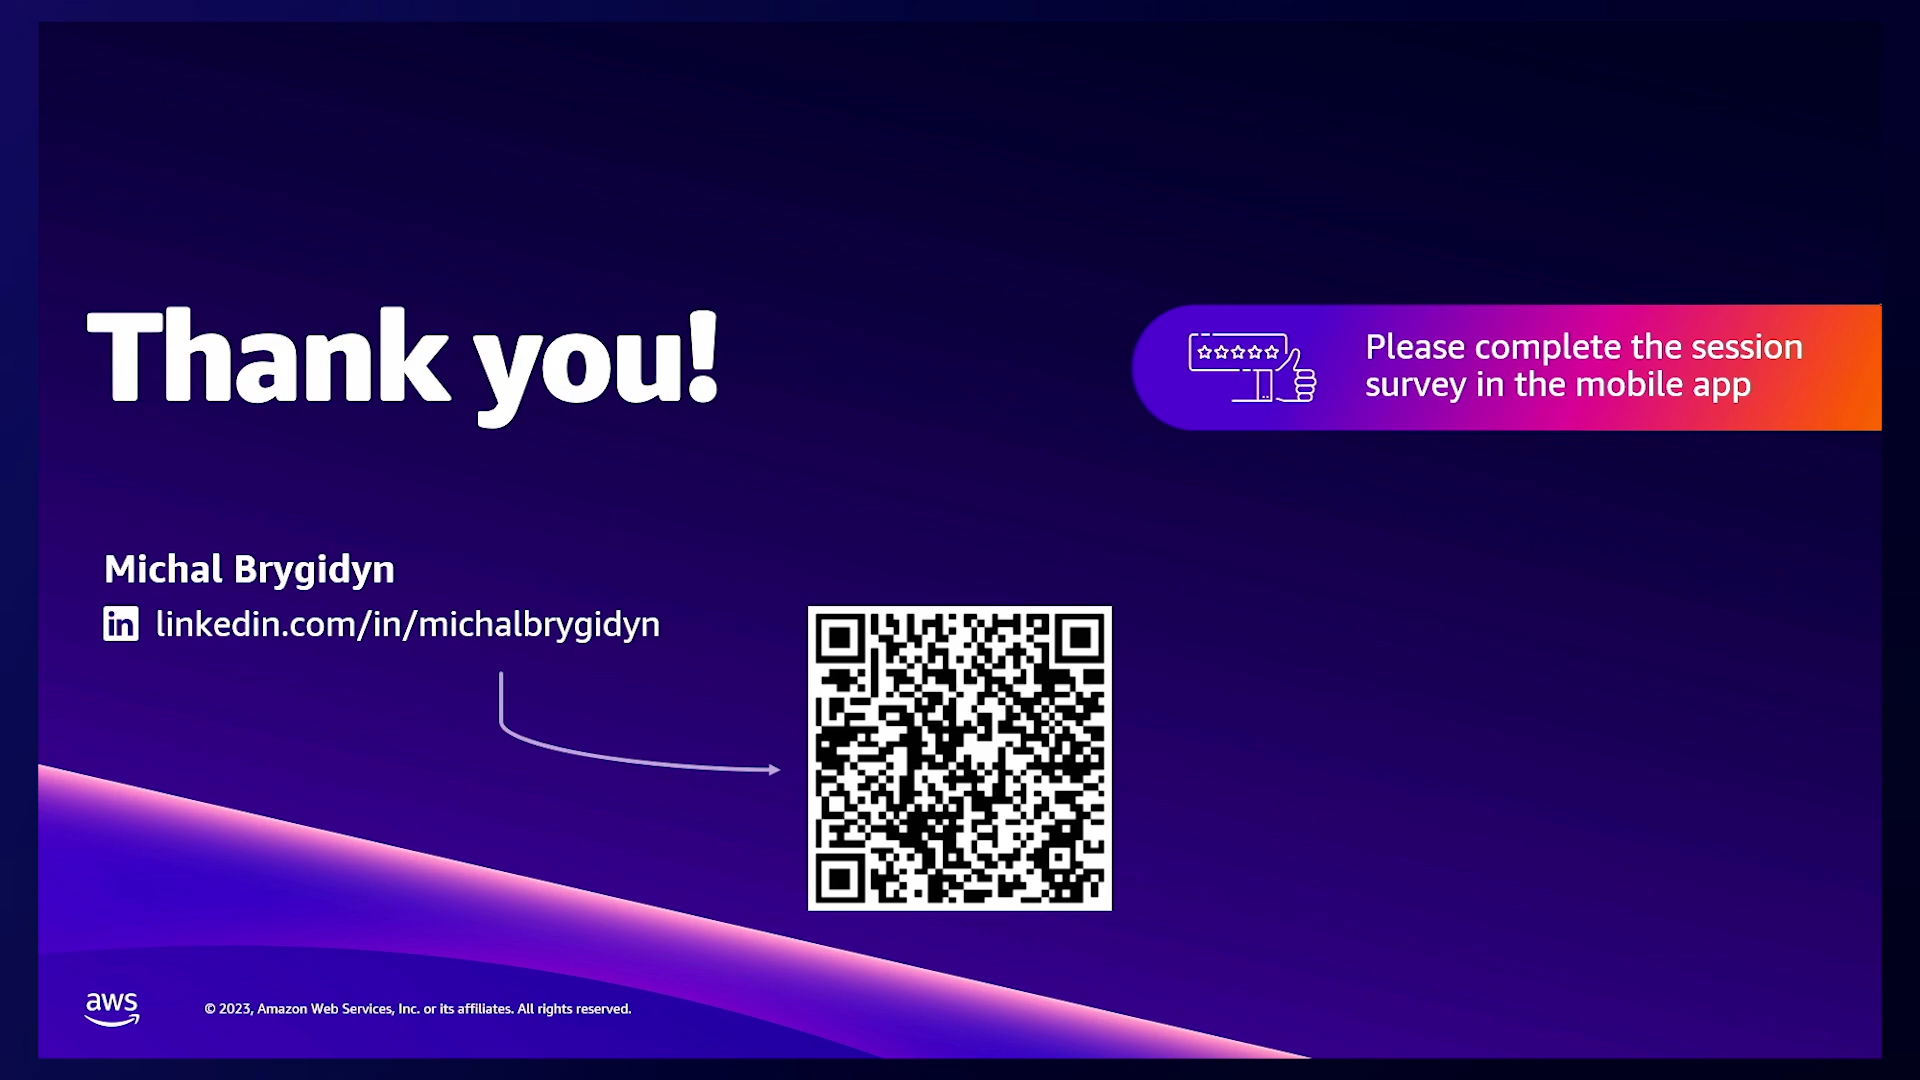 Thank you!
Please complete the session
survey in the mobile app
Michal Brygidyn
in linkedin.com/in/michalbrygidyn
aws
© 2023, Amazon Web Services, Inc. or its affiliates. All rights reserved.